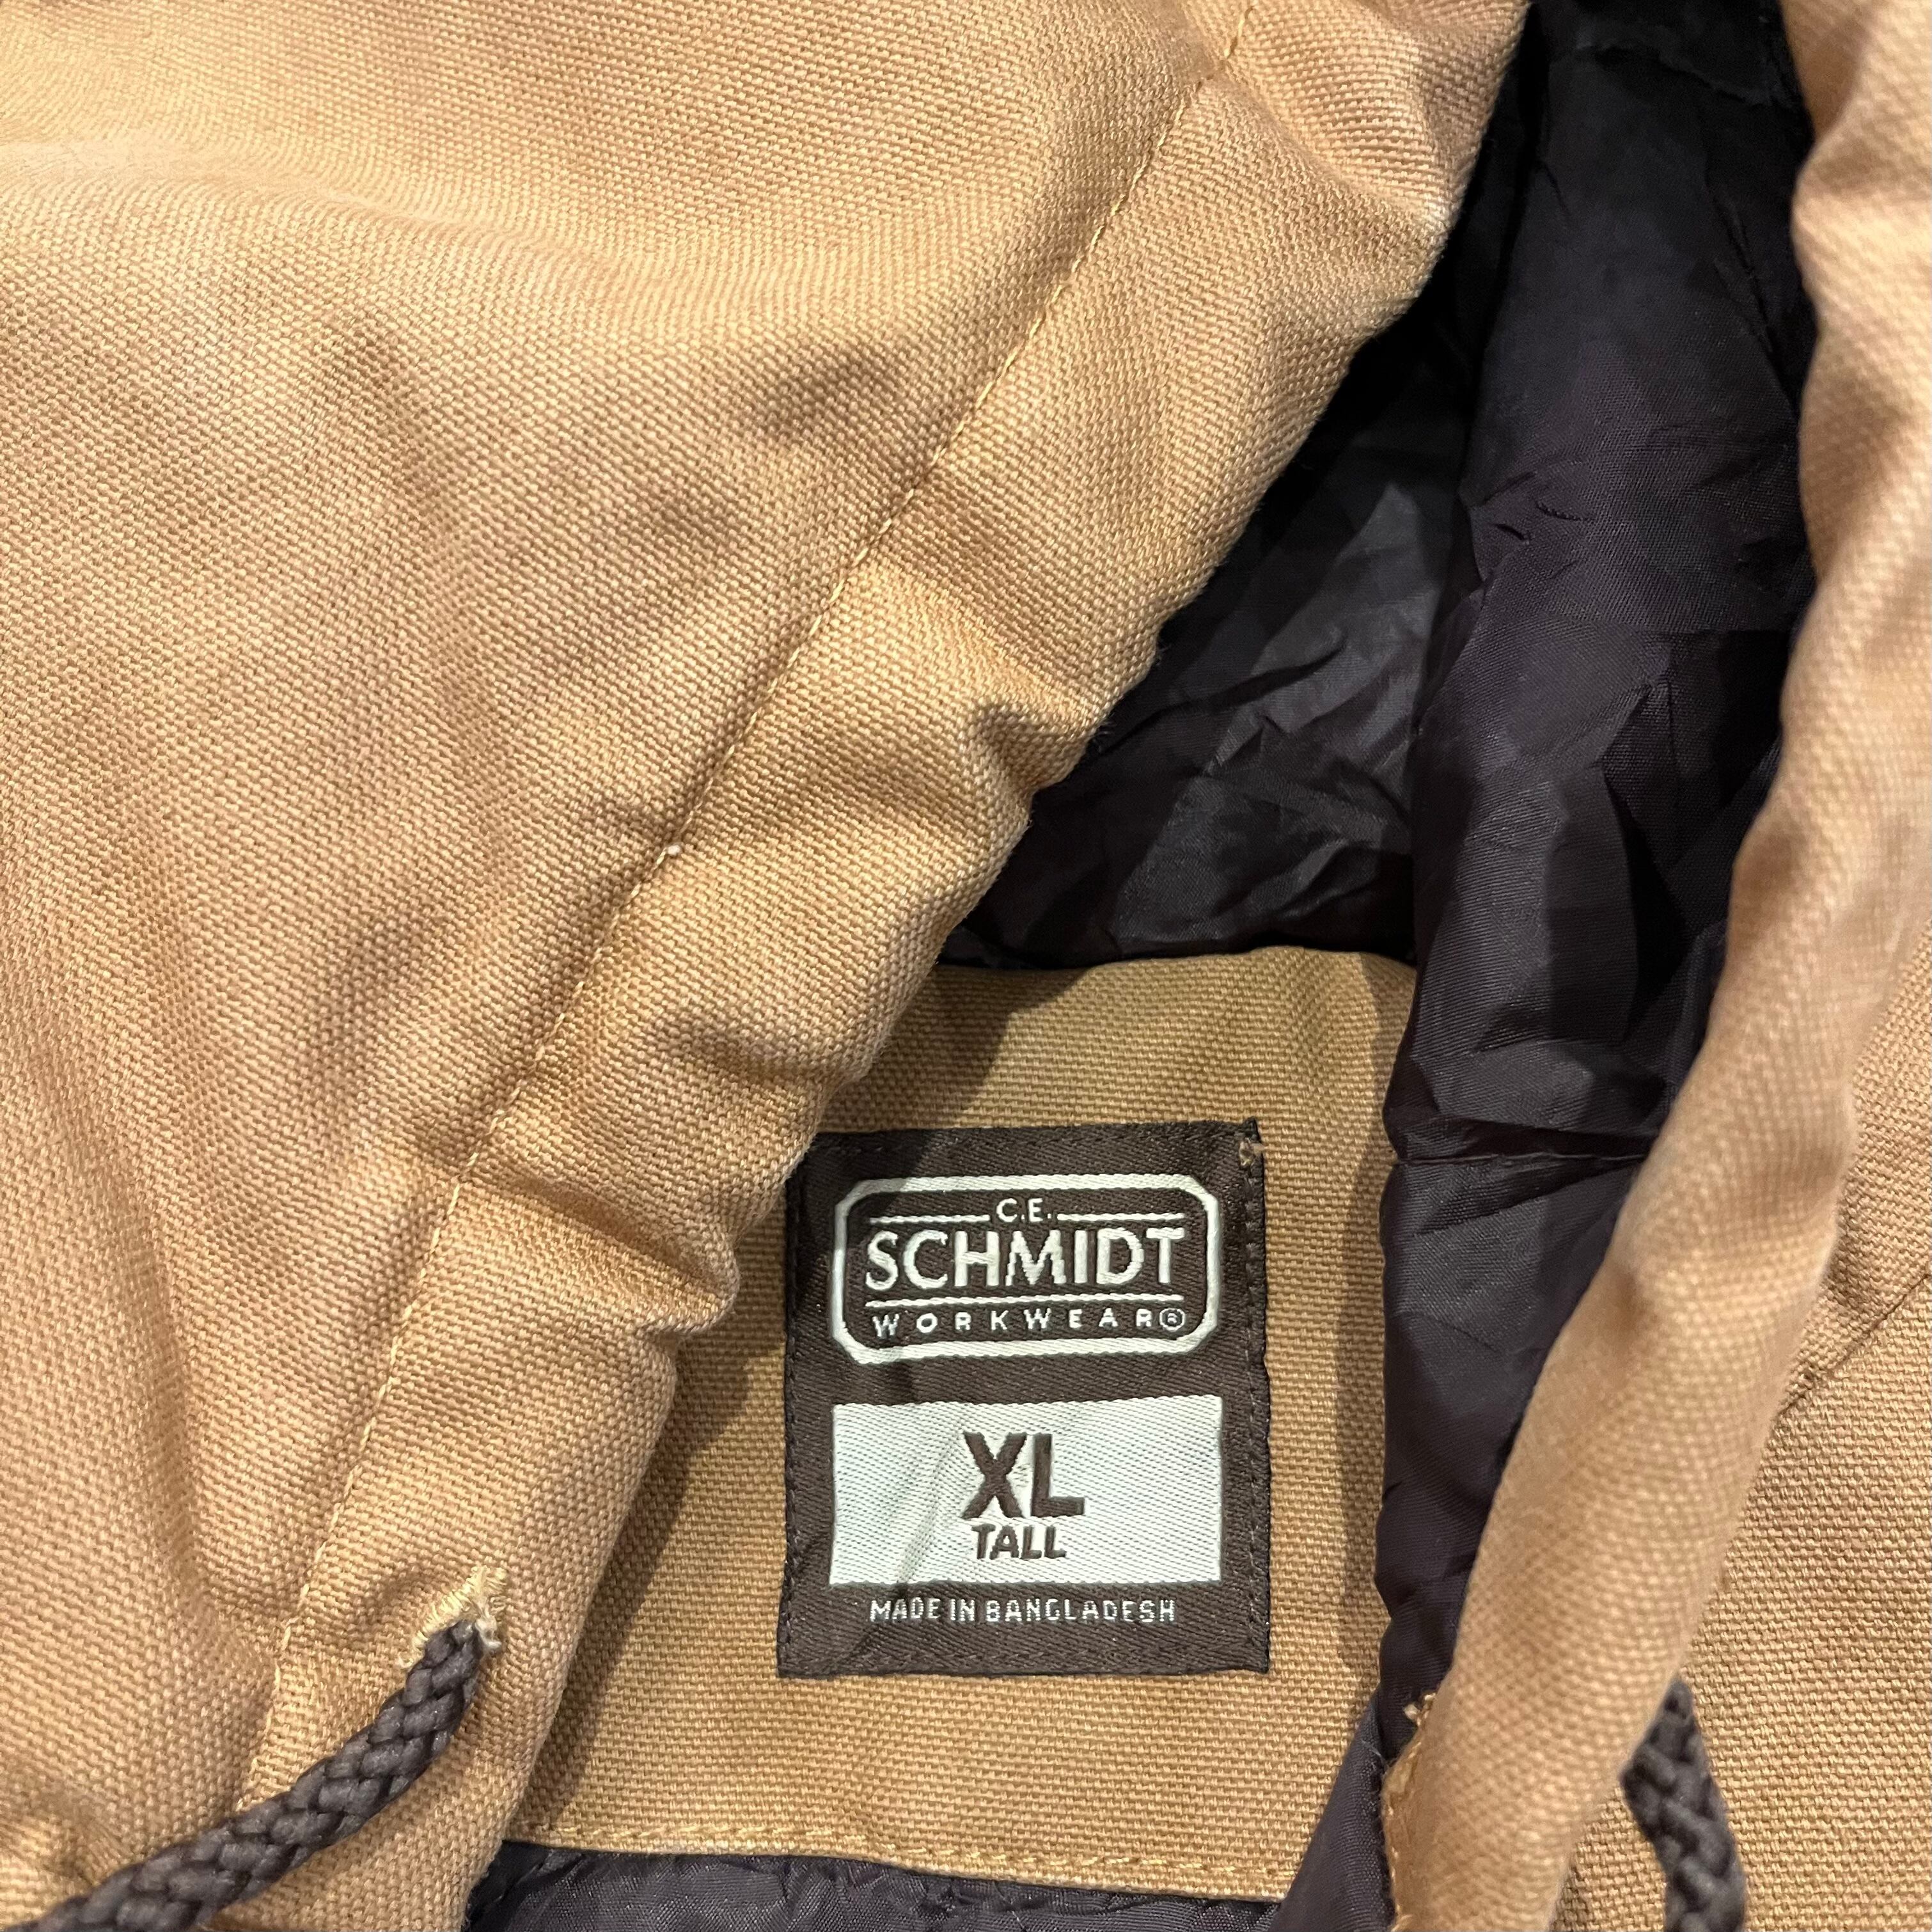 C.E.
SCHMIDT
WORKWEAR®
XL
TALL
MADE IN BANGLADESH